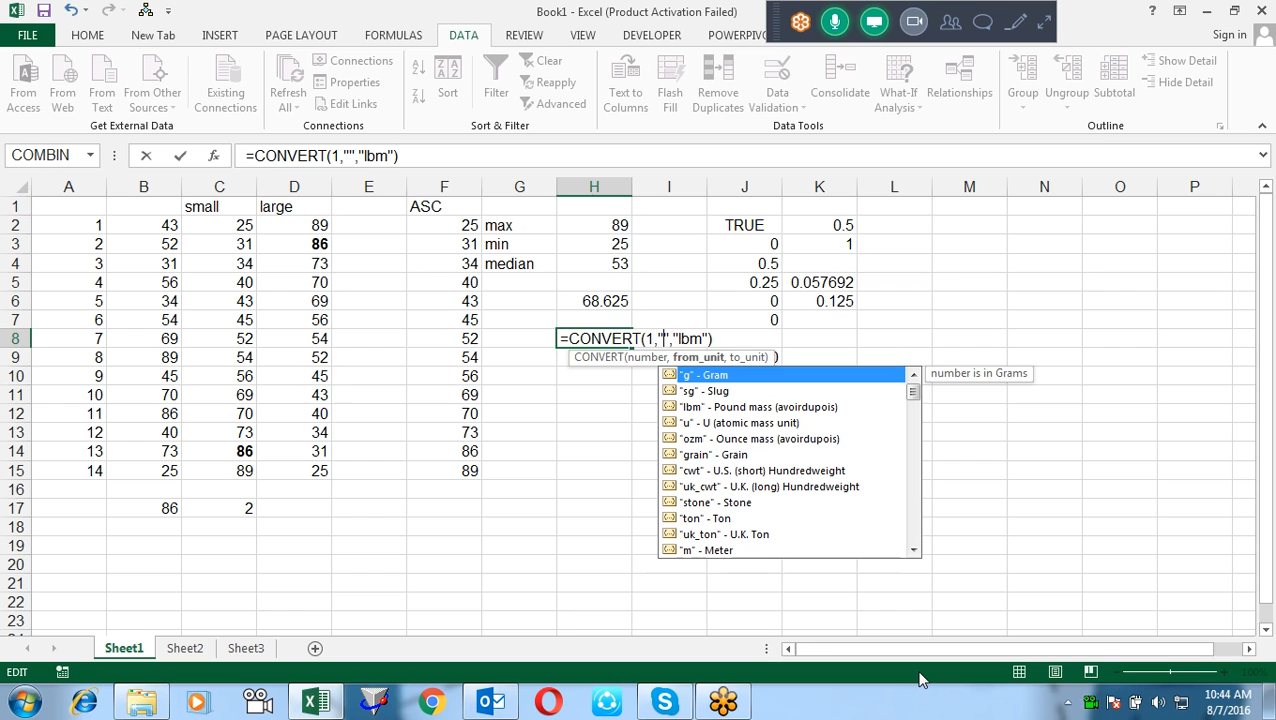 Book1 - Excel (Product Activation Failed)
FILE HOME New Tab INSERT PAGE LAYOUT FORMULAS DATA REVIEW VIEW DEVELOPER POWERPIV Sign in
From Access
From Web
From Text
From Other Sources
Existing Connections
Refresh All
Connections
Properties
Edit Links
Sort
Filter
Clear
Reapply
Advanced
Text to Columns
Flash Fill
Remove Duplicates
Data Validation
Consolidate
What-If Analysis
Relationships
Group
Ungroup
Subtotal
Show Detail
Hide Detail
Get External Data Connections Sort & Filter Data Tools Outline
COMBIN fx =CONVERT(1,"","lbm")
A B C D E F G H I J K L M N O P
1 small large ASC
2 1 43 25 89 25 max 89 TRUE 0.5
3 2 52 31 86 31 min 25 0 1
4 3 31 34 73 34 median 53 0.5
5 4 56 40 70 40 0.25 0.057692
6 5 34 43 69 43 68.625 0 0.125
7 6 54 45 56 45 0
8 7 69 52 54 52 =CONVERT(1,"","lbm")
9 8 89 54 52 54 CONVERT(number, from_unit, to_unit) )
10 9 45 56 45 56 "g" - Gram number is in Grams
"sg" - Slug
11 10 70 69 43 69
12 11 86 70 40 70 "lbm" - Pound mass (avoirdupois)
13 12 40 73 34 73 "u" - U (atomic mass unit)
"ozm" - Ounce mass (avoirdupois)
14 13 73 86 31 86 "grain" - Grain
15 14 25 89 25 89 "cwt" - U.S. (short) Hundredweight
16 "uk_cwt" - U.K. (long) Hundredweight
17 86 2 "stone" - Stone
18 "ton" - Ton
19 "uk_ton" - U.K. Ton
"m" - Meter
20
21
22
23
24
Sheet1 Sheet2 Sheet3
EDIT 100%
10:44 AM
8/7/2016